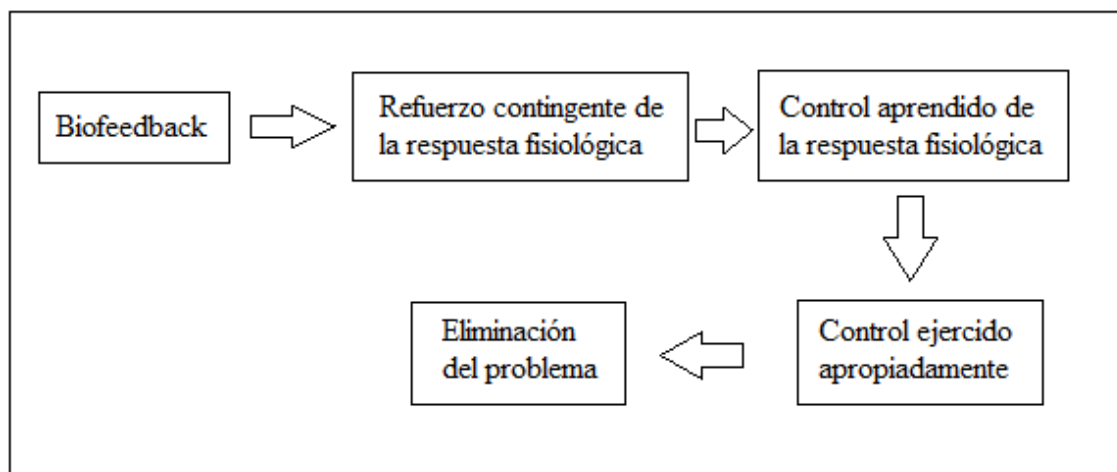 Biofeedback
Refuerzo contingente de
la respuesta fisiológica
Control aprendido de
la respuesta fisiológica
Control ejercido
apropiadamente
Eliminación
del problema